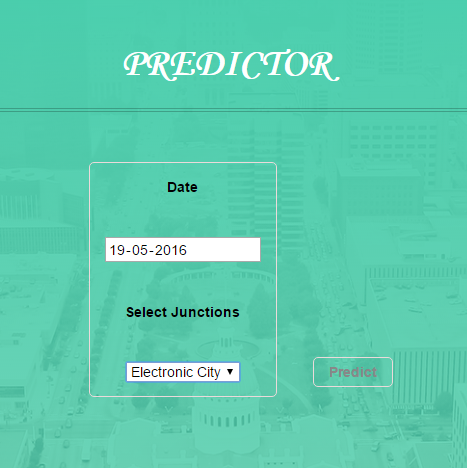 PREDICTOR
Date
19-05-2016
Select Junctions
Electronic City
Predict